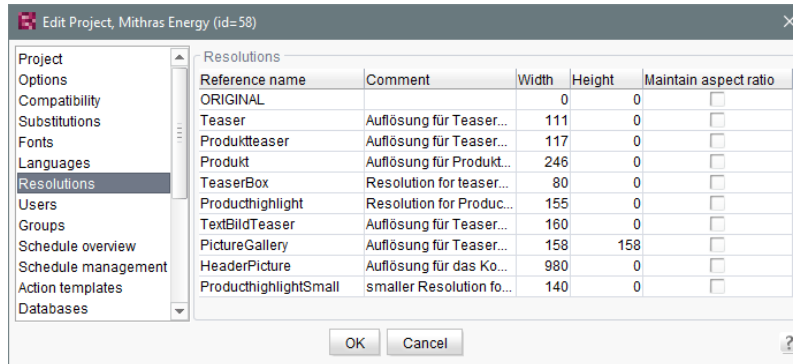 Edit Project, Mithras Energy (id=58)
Project
Options
Compatibility
Substitutions
Fonts
Languages
Resolutions
Users
Groups
Schedule overview
Schedule management
Action templates
Databases
Resolutions
Reference name Comment Width Height Maintain aspect ratio
ORIGINAL 0 0
Teaser Auflösung für Teaser... 111 0
Produktteaser Auflösung für Teaser... 117 0
Produkt Auflösung für Produkt... 246 0
TeaserBox Resolution for teaser... 80 0
Producthighlight Resolution for Produc... 155 0
TextBildTeaser Auflösung für Teaser... 160 0
PictureGallery Auflösung für Teaser... 158 158
HeaderPicture Auflösung für das Ko... 980 0
ProducthighlightSmall smaller Resolution fo... 140 0
OK Cancel ?